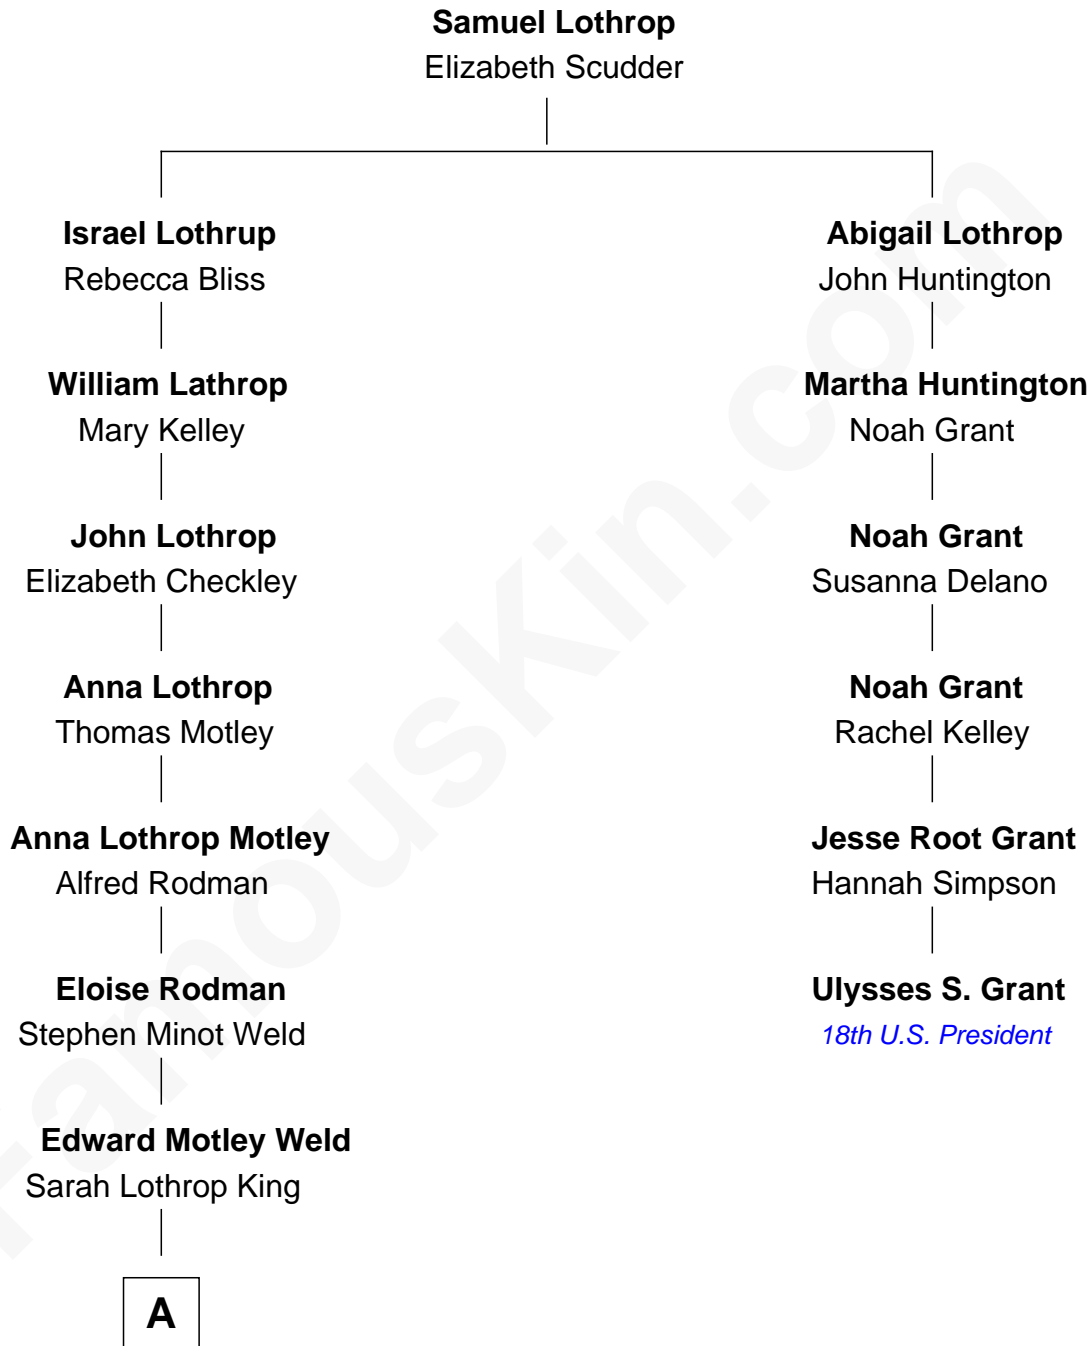 Samuel Lothrop
Elizabeth Scudder
Israel Lothrup
Rebecca Bliss
William Lathrop
Mary Kelley
John Lothrop
Elizabeth Checkley
Anna Lothrop
Thomas Motley
Anna Lothrop Motley
Alfred Rodman
Eloise Rodman
Stephen Minot Weld
Edward Motley Weld
Sarah Lothrop King
A
Abigail Lothrop
John Huntington
Martha Huntington
Noah Grant
Noah Grant
Susanna Delano
Noah Grant
Rachel Kelley
Jesse Root Grant
Hannah Simpson
Ulysses S. Grant
18th U.S. President
FamousKin.com